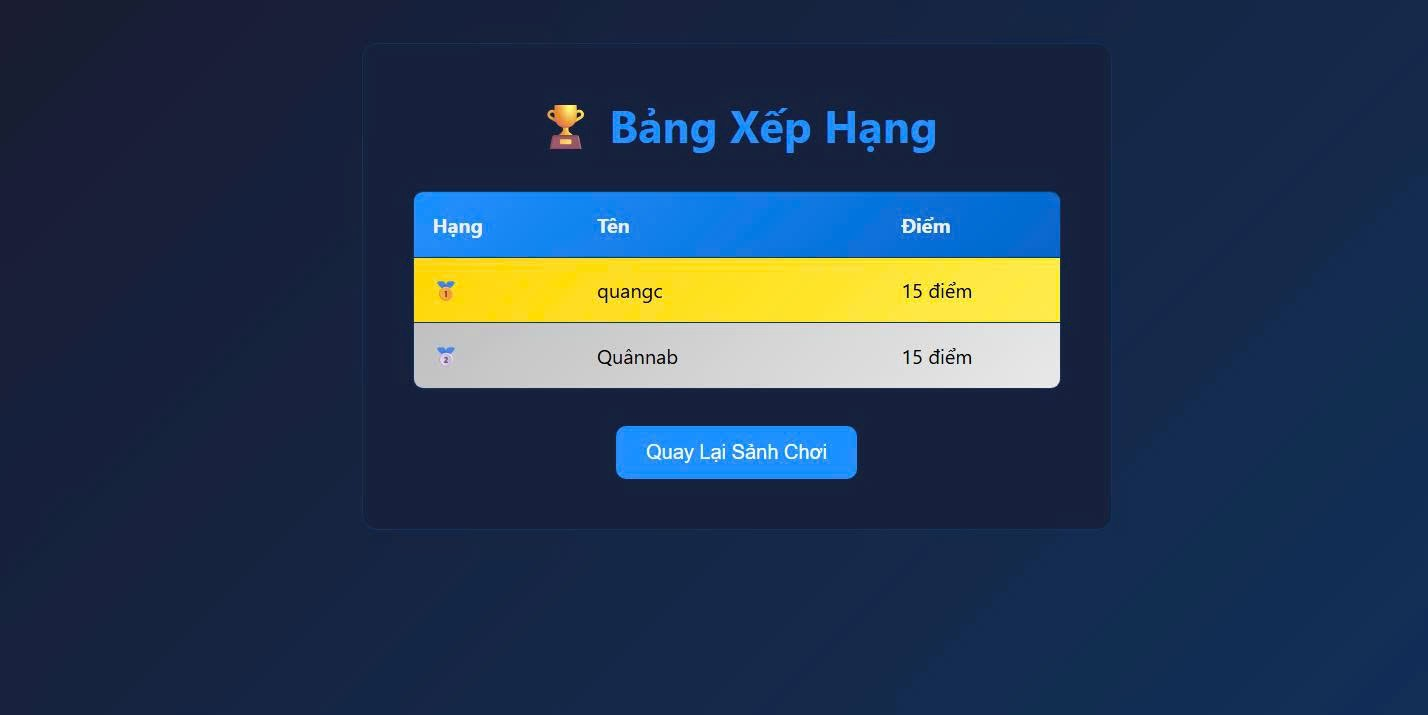 🏆 Bảng Xếp Hạng
Hạng Tên Điểm
🥇 quangc 15 điểm
🥈 Quânnab 15 điểm
Quay Lại Sảnh Chơi